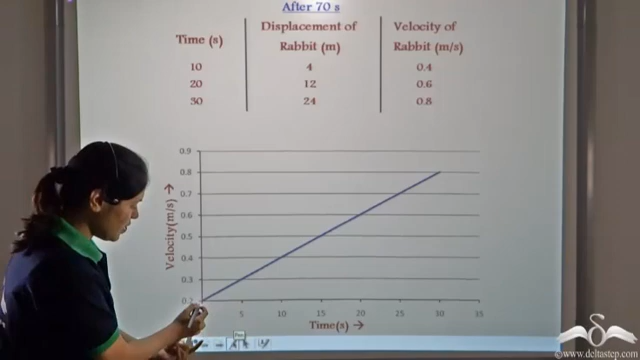 After 70 s
Time (s) Displacement of Rabbit (m) Velocity of Rabbit (m/s)
10 4 0.4
20 12 0.6
30 24 0.8
0.9
0.8
0.7
0.6
0.5
0.4
0.3
0.2
Velocity(m/s) →
5 10 15 20 25 30 35
Time(s) →
©www.deltastep.com